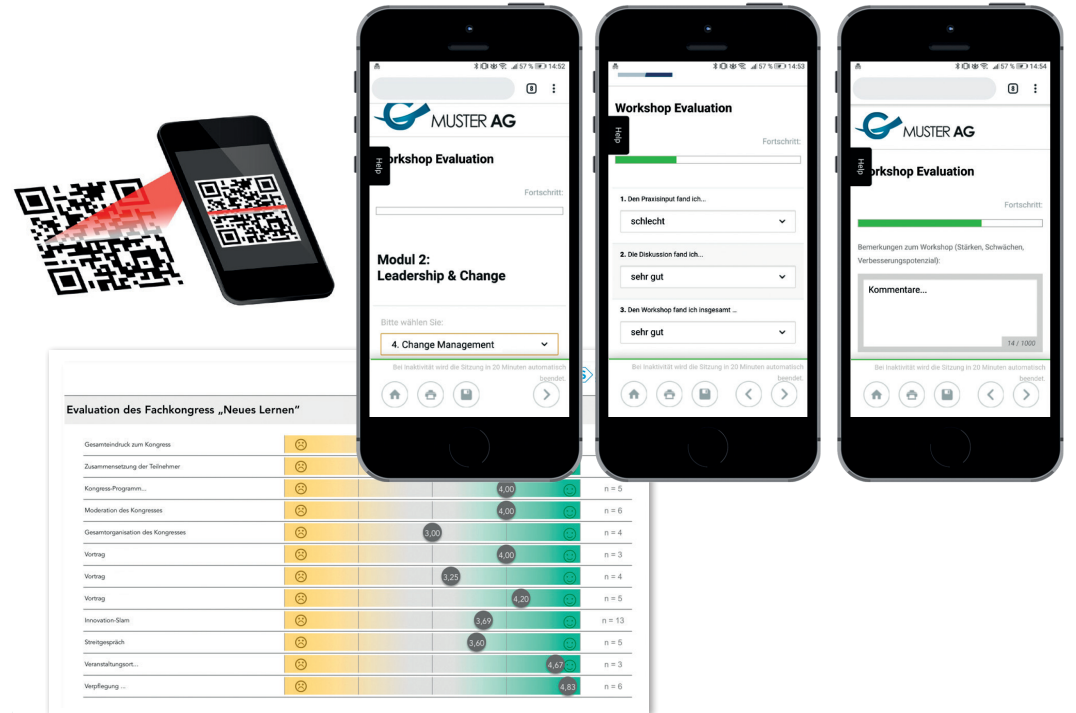 57 % 14:52
8
MUSTER AG
Help
orkshop Evaluation
Fortschritt:
Modul 2:
Leadership & Change
Bitte wählen Sie:
4. Change Management
Bei Inaktivität wird die Sitzung in 20 Minuten automatisch
beendet.
57 % 14:53
Workshop Evaluation
Help
Fortschritt:
1. Den Praxisinput fand ich...
schlecht
2. Die Diskussion fand ich...
sehr gut
3. Den Workshop fand ich insgesamt ...
sehr gut
Bei Inaktivität wird die Sitzung in 20 Minuten automatisch
beendet.
57 % 14:54
8
MUSTER AG
Help
orkshop Evaluation
Fortschritt:
Bemerkungen zum Workshop (Stärken, Schwächen,
Verbesserungspotenzial):
Kommentare...
14 / 1000
Bei Inaktivität wird die Sitzung in 20 Minuten automatisch
beendet.
S
Evaluation des Fachkongress „Neues Lernen"
Gesamteindruck zum Kongress
Zusammensetzung der Teilnehmer
Kongress-Programm... 4,00 n = 5
Moderation des Kongresses 4,00 n = 6
Gesamtorganisation des Kongresses 3,00 n = 4
Vortrag 4,00 n = 3
Vortrag 3,25 n = 4
Vortrag 4,20 n = 5
Innovation-Slam 3,69 n = 13
Streitgespräch 3,60 n = 5
Veranstaltungsort... 4,67 n = 3
Verpflegung ... 4,83 n = 6